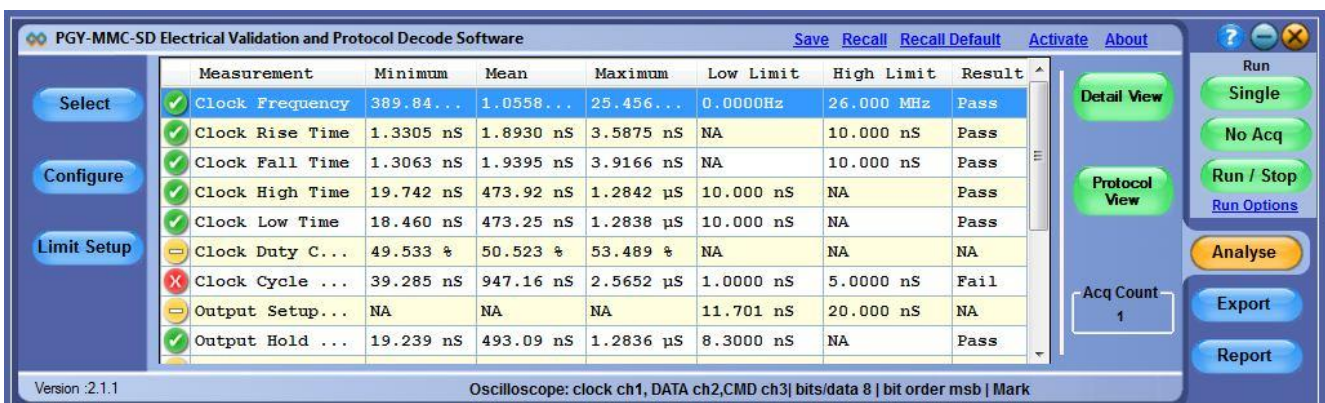 PGY-MMC-SD Electrical Validation and Protocol Decode Software
Save Recall Recall Default Activate About
?
Select
Configure
Limit Setup
Measurement Minimum Mean Maximum Low Limit High Limit Result
Clock Frequency 389.84... 1.0558... 25.456... 0.0000Hz 26.000 MHz Pass
Clock Rise Time 1.3305 nS 1.8930 nS 3.5875 nS NA 10.000 nS Pass
Clock Fall Time 1.3063 nS 1.9395 nS 3.9166 nS NA 10.000 nS Pass
Clock High Time 19.742 nS 473.92 nS 1.2842 µS 10.000 nS NA Pass
Clock Low Time 18.460 nS 473.25 nS 1.2838 µS 10.000 nS NA Pass
Clock Duty C... 49.533 % 50.523 % 53.489 % NA NA NA
Clock Cycle ... 39.285 nS 947.16 nS 2.5652 µS 1.0000 nS 5.0000 nS Fail
Output Setup... NA NA NA 11.701 nS 20.000 nS NA
Output Hold ... 19.239 nS 493.09 nS 1.2836 µS 8.3000 nS NA Pass
Detail View
Protocol
View
Acq Count
1
Run
Single
No Acq
Run / Stop
Run Options
Analyse
Export
Report
Version :2.1.1
Oscilloscope: clock ch1, DATA ch2,CMD ch3| bits/data 8 | bit order msb | Mark